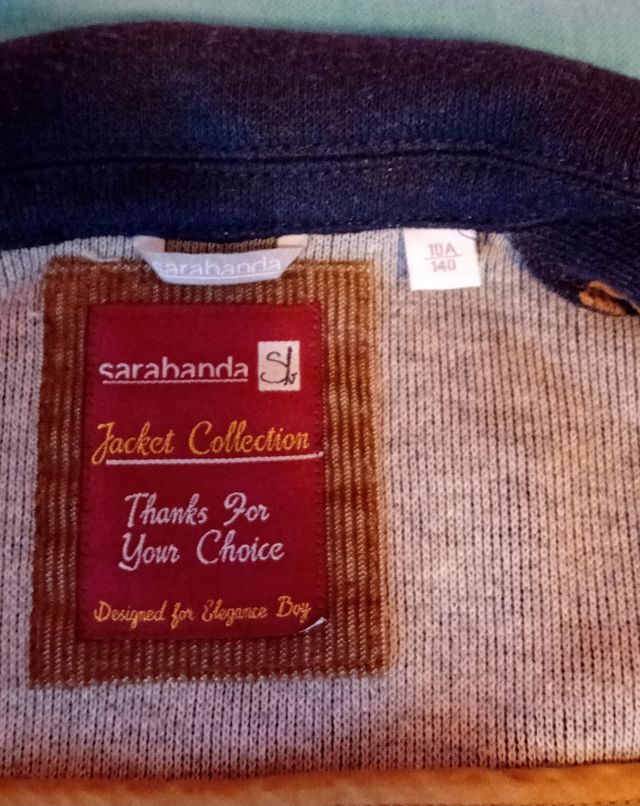 sarabanda
10A
140
sarabanda Sb
Jacket Collection
Thanks For
Your Choice
Designed for Elegance Boy